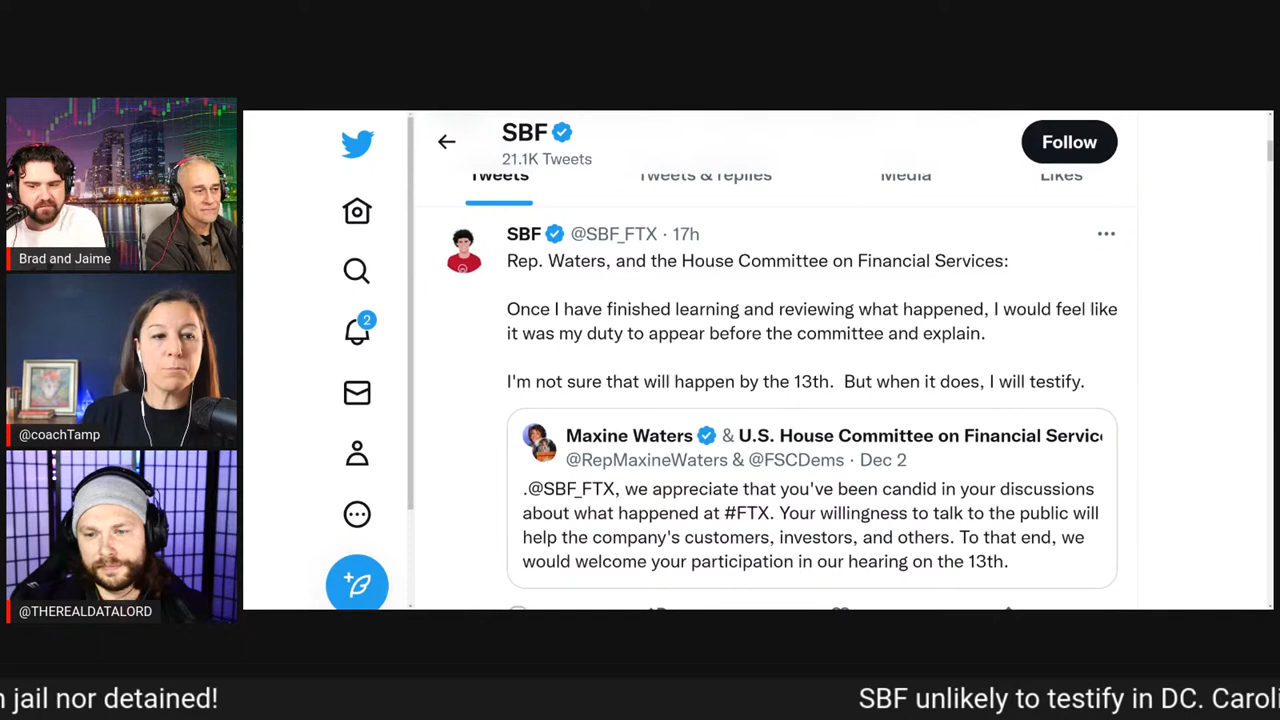 SBF
21.1K Tweets
Follow
Tweets
Tweets & replies
Media
Likes
SBF @SBF_FTX · 17h
Rep. Waters, and the House Committee on Financial Services:
Once I have finished learning and reviewing what happened, I would feel like
it was my duty to appear before the committee and explain.
I'm not sure that will happen by the 13th.  But when it does, I will testify.
Maxine Waters & U.S. House Committee on Financial
@RepMaxineWaters & @FSCDems · Dec 2
.@SBF_FTX, we appreciate that you've been candid in your discussions
about what happened at #FTX. Your willingness to talk to the public will
help the company's customers, investors, and others. To that end, we
would welcome your participation in our hearing on the 13th.
2
Brad and Jaime
@coachTamp
@THEREALDATALORD
jail nor detained!
SBF unlikely to testify in DC.